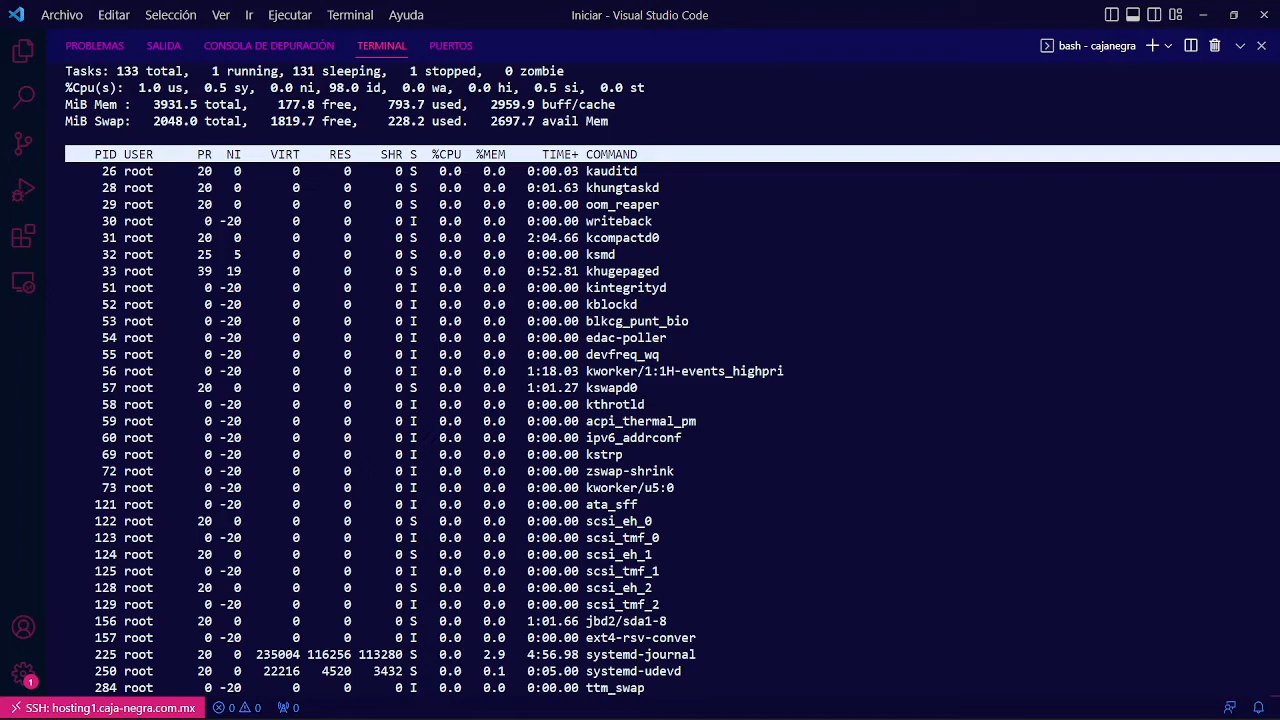 Archivo Editar Selección Ver Ir Ejecutar Terminal Ayuda Iniciar - Visual Studio Code
PROBLEMAS SALIDA CONSOLA DE DEPURACIÓN TERMINAL PUERTOS bash - cajanegra
Tasks: 133 total, 1 running, 131 sleeping, 1 stopped, 0 zombie
%Cpu(s): 1.0 us, 0.5 sy, 0.0 ni, 98.0 id, 0.0 wa, 0.0 hi, 0.5 si, 0.0 st
MiB Mem : 3931.5 total, 177.8 free, 793.7 used, 2959.9 buff/cache
MiB Swap: 2048.0 total, 1819.7 free, 228.2 used. 2697.7 avail Mem
PID USER PR NI VIRT RES SHR S %CPU %MEM TIME+ COMMAND
26 root 20 0 0 0 0 S 0.0 0.0 0:00.03 kauditd
28 root 20 0 0 0 0 S 0.0 0.0 0:01.63 khungtaskd
29 root 20 0 0 0 0 S 0.0 0.0 0:00.00 oom_reaper
30 root 0 -20 0 0 0 I 0.0 0.0 0:00.00 writeback
31 root 20 0 0 0 0 S 0.0 0.0 2:04.66 kcompactd0
32 root 25 5 0 0 0 S 0.0 0.0 0:00.00 ksmd
33 root 39 19 0 0 0 S 0.0 0.0 0:52.81 khugepaged
51 root 0 -20 0 0 0 I 0.0 0.0 0:00.00 kintegrityd
52 root 0 -20 0 0 0 I 0.0 0.0 0:00.00 kblockd
53 root 0 -20 0 0 0 I 0.0 0.0 0:00.00 blkcg_punt_bio
54 root 0 -20 0 0 0 I 0.0 0.0 0:00.00 edac-poller
55 root 0 -20 0 0 0 I 0.0 0.0 0:00.00 devfreq_wq
56 root 0 -20 0 0 0 I 0.0 0.0 1:18.03 kworker/1:1H-events_highpri
57 root 20 0 0 0 0 S 0.0 0.0 1:01.27 kswapd0
58 root 0 -20 0 0 0 I 0.0 0.0 0:00.00 kthrotld
59 root 0 -20 0 0 0 I 0.0 0.0 0:00.00 acpi_thermal_pm
60 root 0 -20 0 0 0 I 0.0 0.0 0:00.00 ipv6_addrconf
69 root 0 -20 0 0 0 I 0.0 0.0 0:00.00 kstrp
72 root 0 -20 0 0 0 I 0.0 0.0 0:00.00 zswap-shrink
73 root 0 -20 0 0 0 I 0.0 0.0 0:00.00 kworker/u5:0
121 root 0 -20 0 0 0 I 0.0 0.0 0:00.00 ata_sff
122 root 20 0 0 0 0 S 0.0 0.0 0:00.00 scsi_eh_0
123 root 0 -20 0 0 0 I 0.0 0.0 0:00.00 scsi_tmf_0
124 root 20 0 0 0 0 S 0.0 0.0 0:00.00 scsi_eh_1
125 root 0 -20 0 0 0 I 0.0 0.0 0:00.00 scsi_tmf_1
128 root 20 0 0 0 0 S 0.0 0.0 0:00.00 scsi_eh_2
129 root 0 -20 0 0 0 I 0.0 0.0 0:00.00 scsi_tmf_2
156 root 20 0 0 0 0 S 0.0 0.0 1:01.66 jbd2/sda1-8
157 root 0 -20 0 0 0 I 0.0 0.0 0:00.00 ext4-rsv-conver
225 root 20 0 235004 116256 113280 S 0.0 2.9 4:56.98 systemd-journal
250 root 20 0 22216 4520 3432 S 0.0 0.1 0:05.00 systemd-udevd
284 root 0 -20 0 0 0 I 0.0 0.0 0:00.00 ttm_swap
1
SSH: hosting1.caja-negra.com.mx 0 0 0